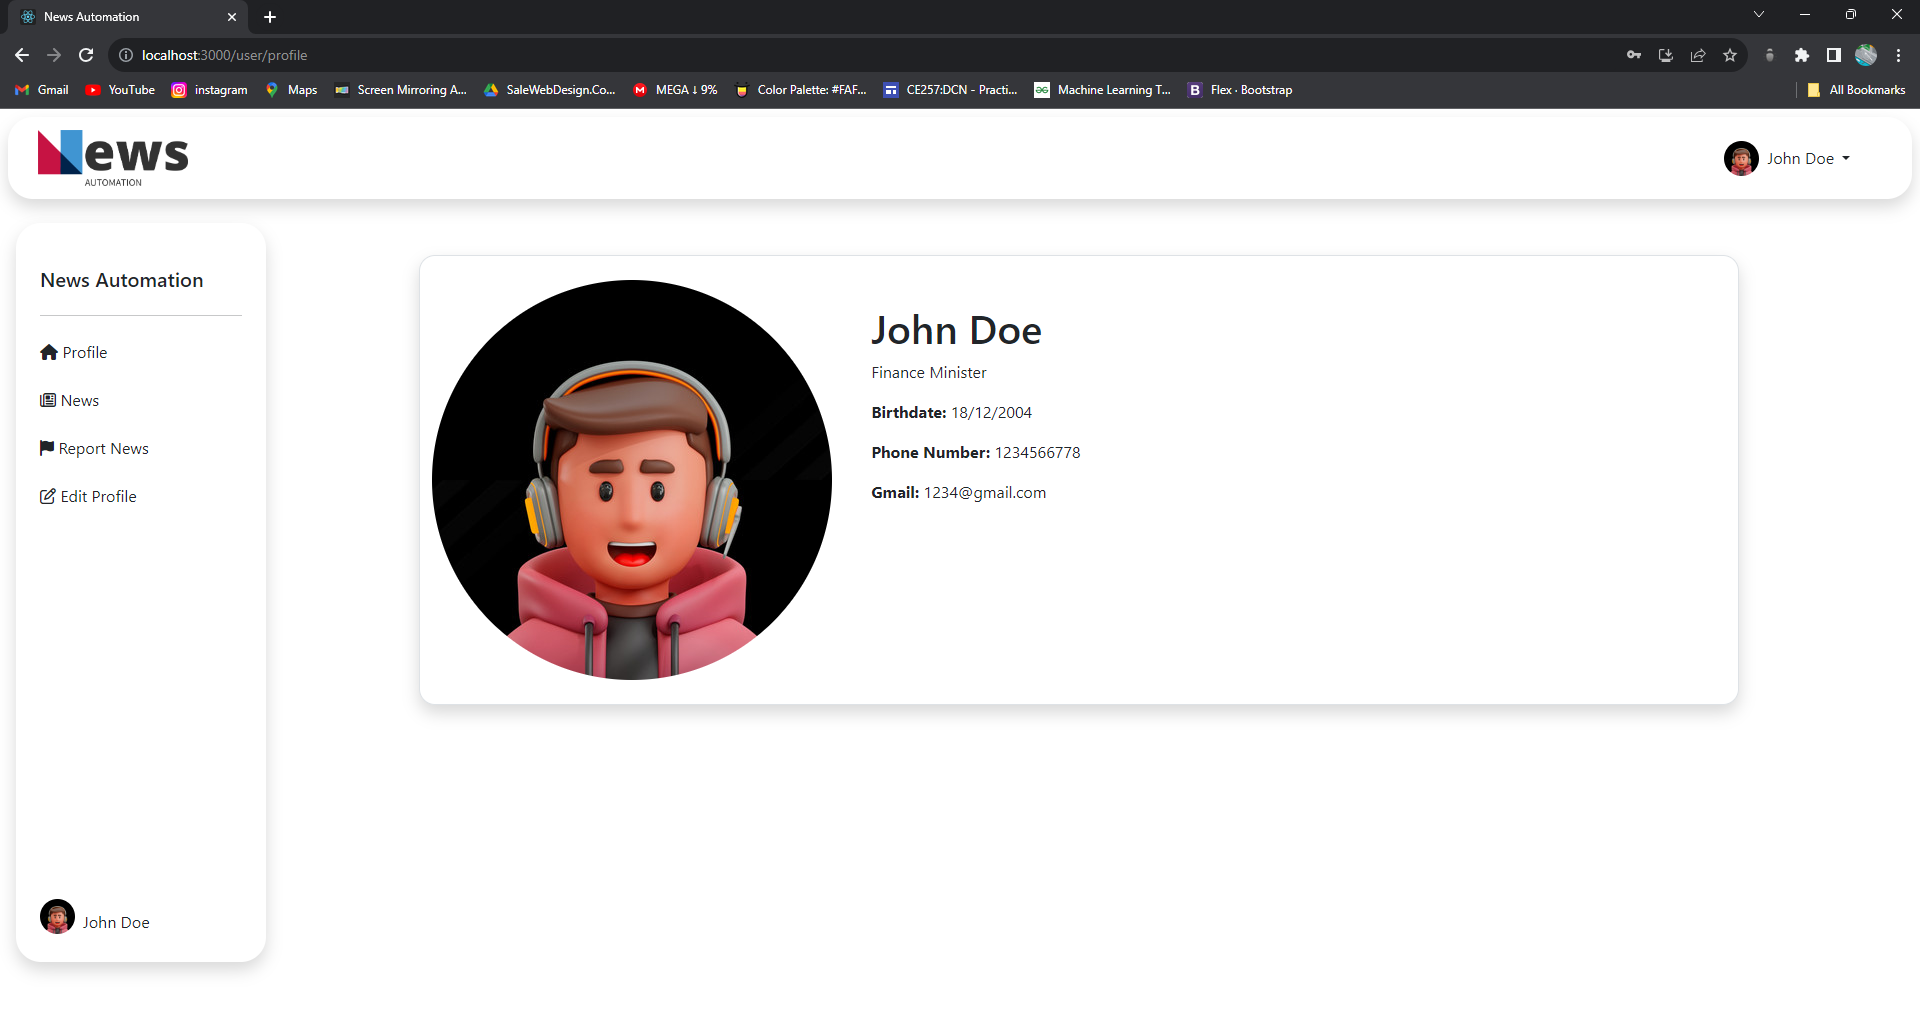 News Automation
localhost:3000/user/profile
Gmail YouTube instagram Maps Screen Mirroring A... SaleWebDesign.Co... MEGA ↓ 9% Color Palette: #FAF... CE257:DCN - Practi... Machine Learning T... Flex · Bootstrap All Bookmarks
News
AUTOMATION
John Doe
News Automation
Profile
News
Report News
Edit Profile
John Doe
John Doe
Finance Minister
Birthdate: 18/12/2004
Phone Number: 1234566778
Gmail: 1234@gmail.com